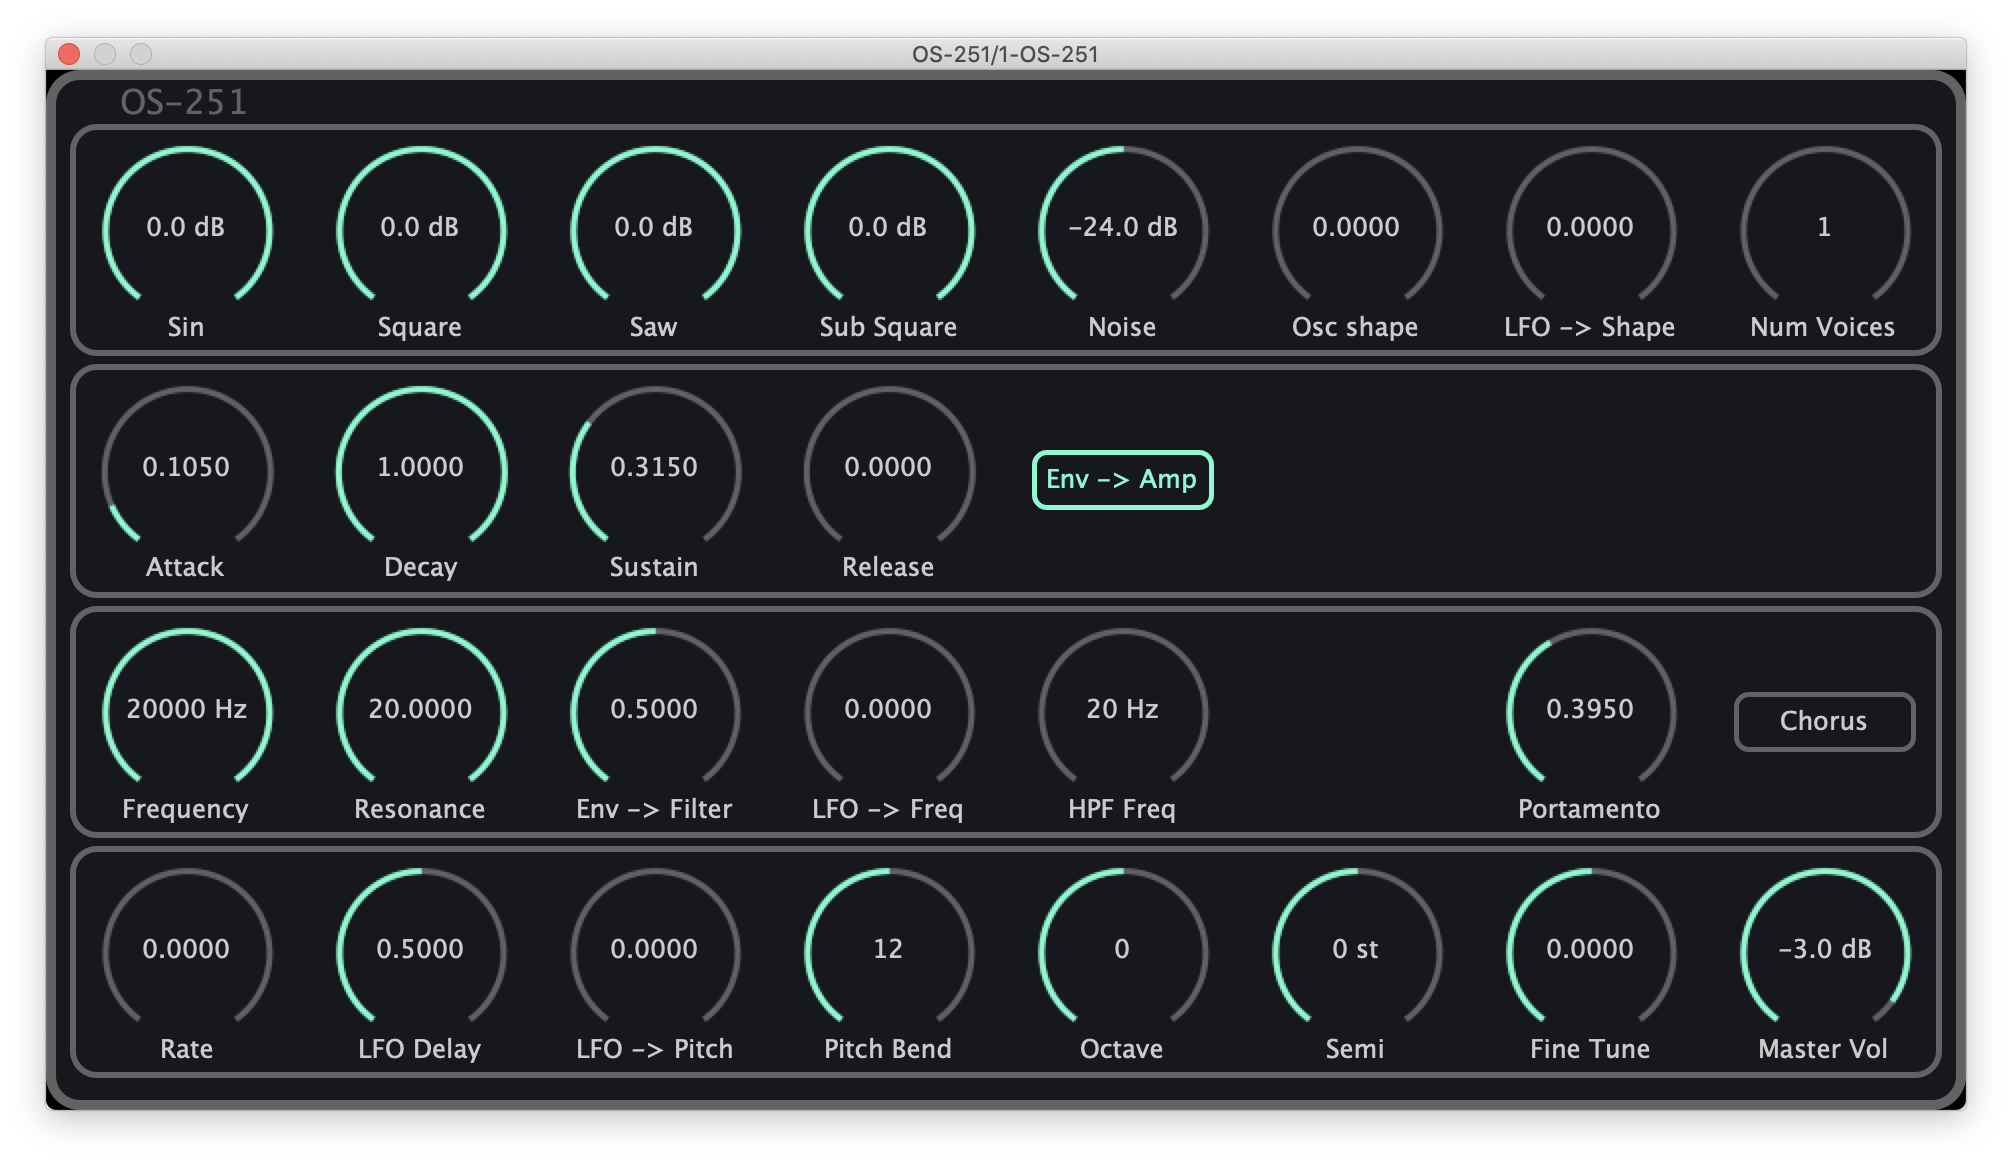 OS-251/1-OS-251
OS-251
0.0 dB 0.0 dB 0.0 dB 0.0 dB -24.0 dB 0.0000 0.0000 1
Sin Square Saw Sub Square Noise Osc shape LFO -> Shape Num Voices
0.1050 1.0000 0.3150 0.0000 Env -> Amp
Attack Decay Sustain Release
20000 Hz 20.0000 0.5000 0.0000 20 Hz 0.3950 Chorus
Frequency Resonance Env -> Filter LFO -> Freq HPF Freq Portamento
0.0000 0.5000 0.0000 12 0 0 st 0.0000 -3.0 dB
Rate LFO Delay LFO -> Pitch Pitch Bend Octave Semi Fine Tune Master Vol